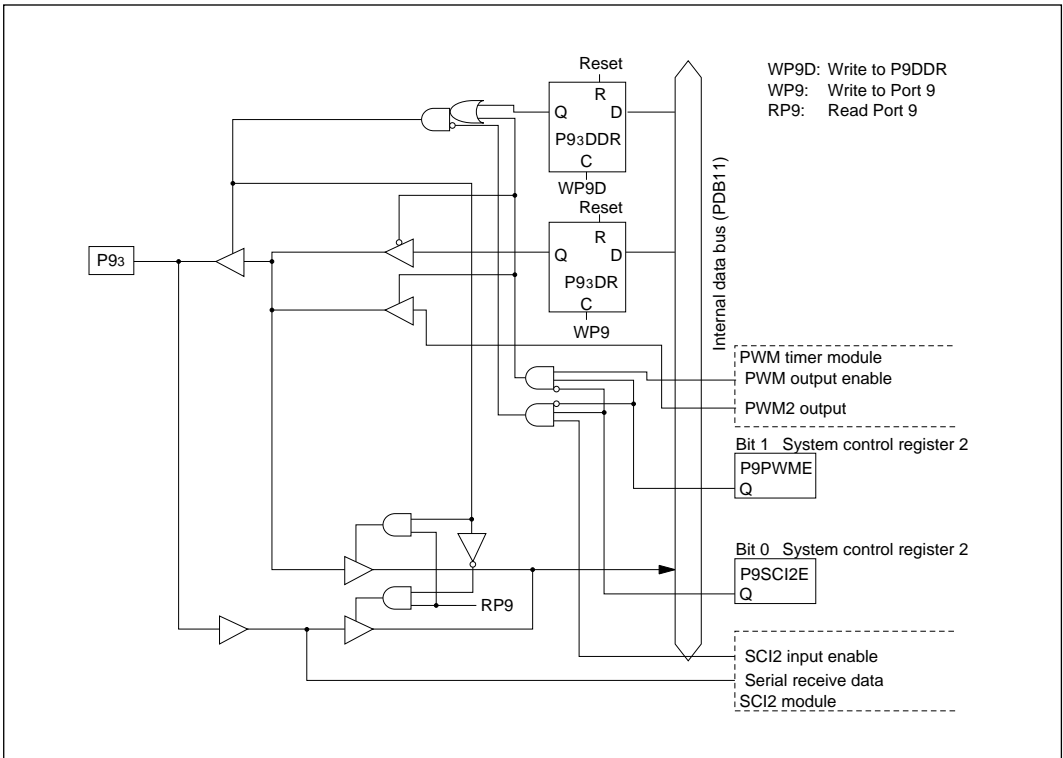 Reset
WP9D: Write to P9DDR
WP9: Write to Port 9
RP9: Read Port 9
R
Q D
P93DDR
C
WP9D
Reset
R
Q D
P93DR
C
WP9
P93
Internal data bus (PDB11)
PWM timer module
PWM output enable
PWM2 output
Bit 1 System control register 2
P9PWME
Q
Bit 0 System control register 2
P9SCI2E
Q
RP9
SCI2 input enable
Serial receive data
SCI2 module